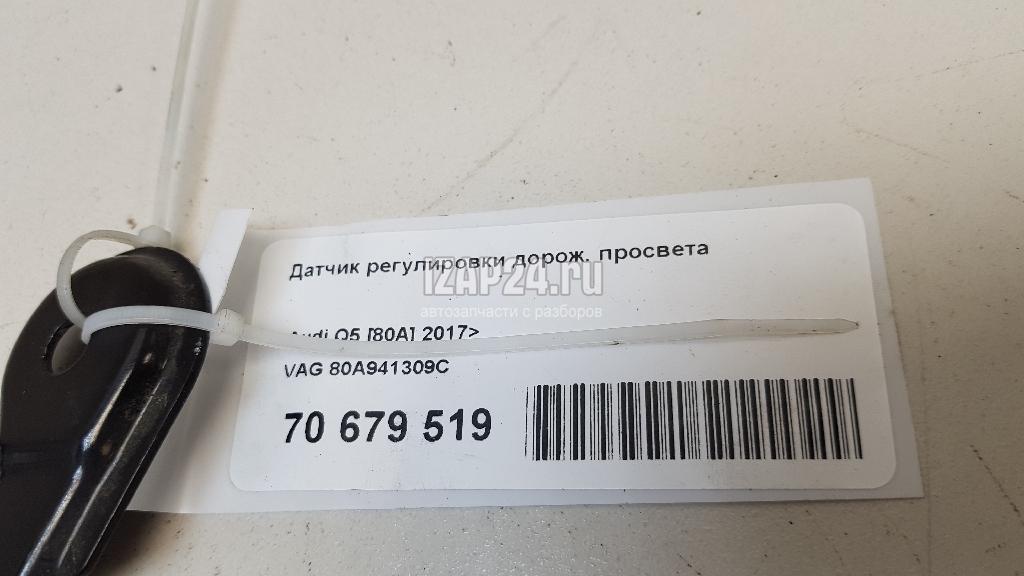 Датчик регулировки дорож. просвета
IZAP24.ru
автозапчасти с разборов
Audi Q5 [80A] 2017>
VAG 80A941309C
70 679 519